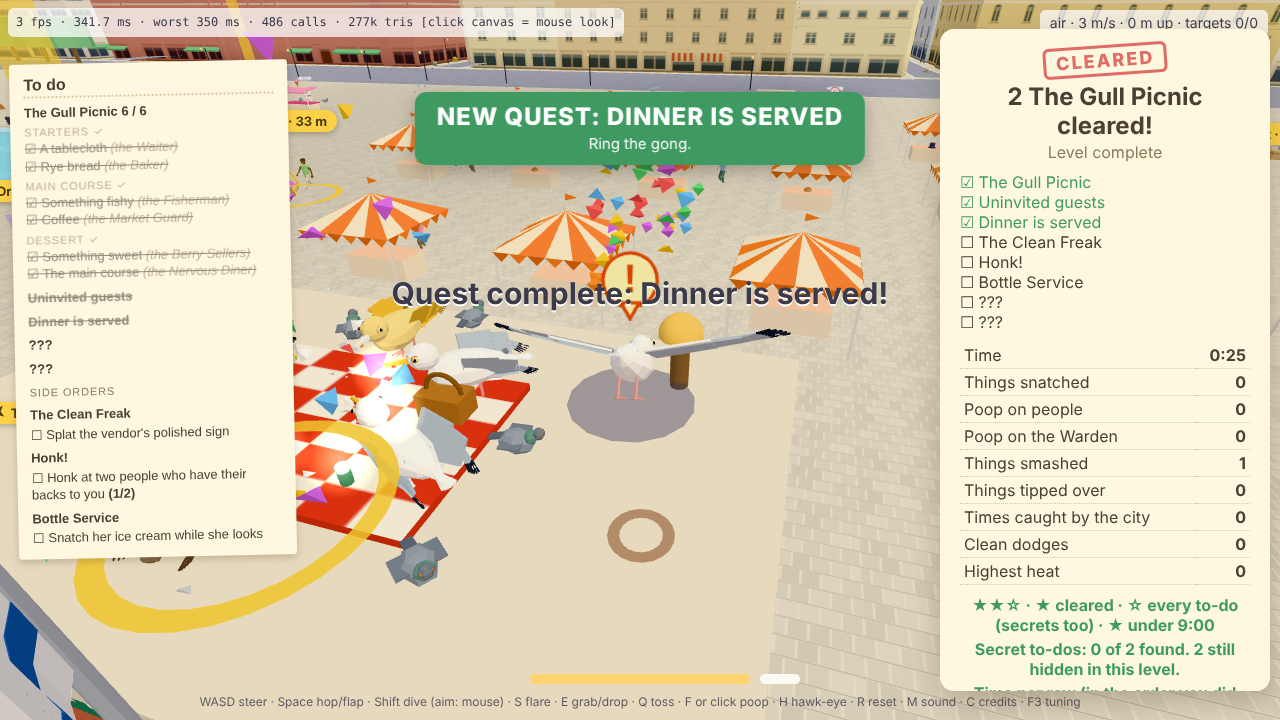 3 fps · 341.7 ms · worst 350 ms · 486 calls · 277k tris [click canvas = mouse look]
air · 3 m/s · 0 m up · targets 0/0
To do
The Gull Picnic 6 / 6
STARTERS ✓
☑ A tablecloth (the Waiter)
☑ Rye bread (the Baker)
MAIN COURSE ✓
☑ Something fishy (the Fisherman)
☑ Coffee (the Market Guard)
DESSERT ✓
☑ Something sweet (the Berry Sellers)
☑ The main course (the Nervous Diner)
Uninvited guests
Dinner is served
???
???
SIDE ORDERS
The Clean Freak
☐ Splat the vendor's polished sign
Honk!
☐ Honk at two people who have their
backs to you (1/2)
Bottle Service
☐ Snatch her ice cream while she looks
· 33 m
NEW QUEST: DINNER IS SERVED
Ring the gong.
!
Quest complete: Dinner is served!
CLEARED
2 The Gull Picnic
cleared!
Level complete
☑ The Gull Picnic
☑ Uninvited guests
☑ Dinner is served
☐ The Clean Freak
☐ Honk!
☐ Bottle Service
☐ ???
☐ ???
Time 0:25
Things snatched 0
Poop on people 0
Poop on the Warden 0
Things smashed 1
Things tipped over 0
Times caught by the city 0
Clean dodges 0
Highest heat 0
★★☆ · ★ cleared · ☆ every to-do
(secrets too) · ★ under 9:00
Secret to-dos: 0 of 2 found. 2 still
hidden in this level.
WASD steer · Space hop/flap · Shift dive (aim: mouse) · S flare · E grab/drop · Q toss · F or click poop · H hawk-eye · R reset · M sound · C credits · F3 tuning